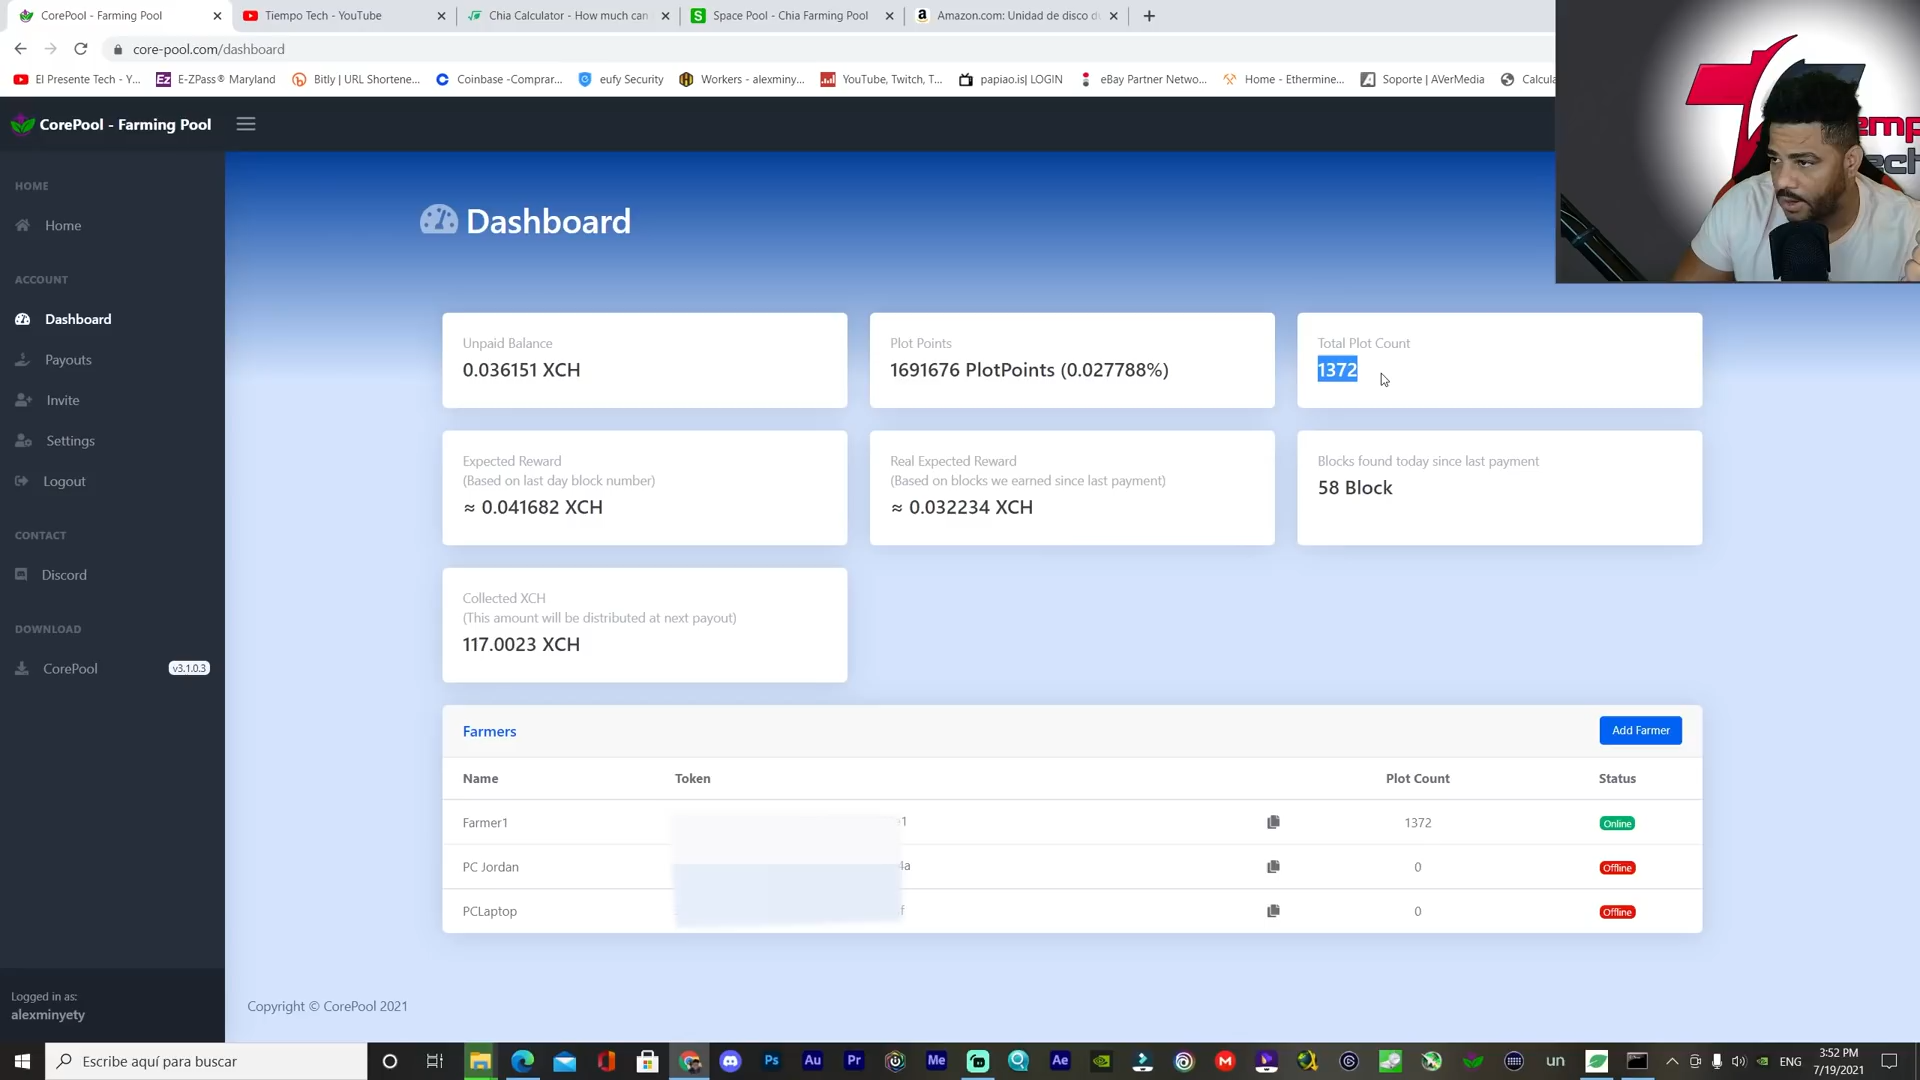 CorePool - Farming Pool
Tiempo Tech - YouTube
Chia Calculator - How much can
Space Pool - Chia Farming Pool
Amazon.com: Unidad de disco d
core-pool.com/dashboard
El Presente Tech - Y...
E-ZPass® Maryland
Bitly | URL Shortene...
Coinbase -Comprar...
eufy Security
Workers - alexminy...
YouTube, Twitch, T...
papiao.is| LOGIN
eBay Partner Netwo...
Home - Ethermine...
Soporte | AVerMedia
Calcula
CorePool - Farming Pool
HOME
Home
ACCOUNT
Dashboard
Payouts
Invite
Settings
Logout
CONTACT
Discord
DOWNLOAD
CorePool
v3.1.0.3
Logged in as:
alexminyety
Dashboard
Unpaid Balance
0.036151 XCH
Plot Points
1691676 PlotPoints (0.027788%)
Total Plot Count
1372
Expected Reward
(Based on last day block number)
≈ 0.041682 XCH
Real Expected Reward
(Based on blocks we earned since last payment)
≈ 0.032234 XCH
Blocks found today since last payment
58 Block
Collected XCH
(This amount will be distributed at next payout)
117.0023 XCH
Farmers
Add Farmer
Name Token Plot Count Status
Farmer1 1372 Online
PC Jordan 0 Offline
PCLaptop 0 Offline
Copyright © CorePool 2021
Escribe aquí para buscar
Ps
Au
Pr
Me
Ae
un
ENG
3:52 PM
7/19/2021